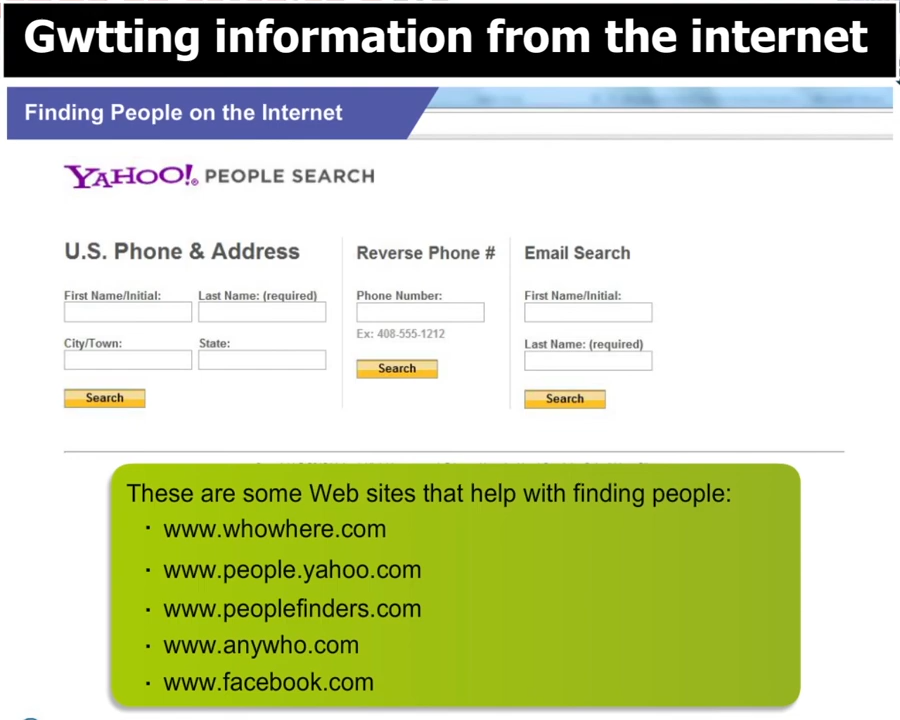 Gwtting information from the internet
Finding People on the Internet
YAHOO! PEOPLE SEARCH
U.S. Phone & Address
First Name/Initial: Last Name: (required)
City/Town: State:
Search
Reverse Phone #
Phone Number:
Ex: 408-555-1212
Search
Email Search
First Name/Initial:
Last Name: (required)
Search
These are some Web sites that help with finding people:
· www.whowhere.com
· www.people.yahoo.com
· www.peoplefinders.com
· www.anywho.com
· www.facebook.com